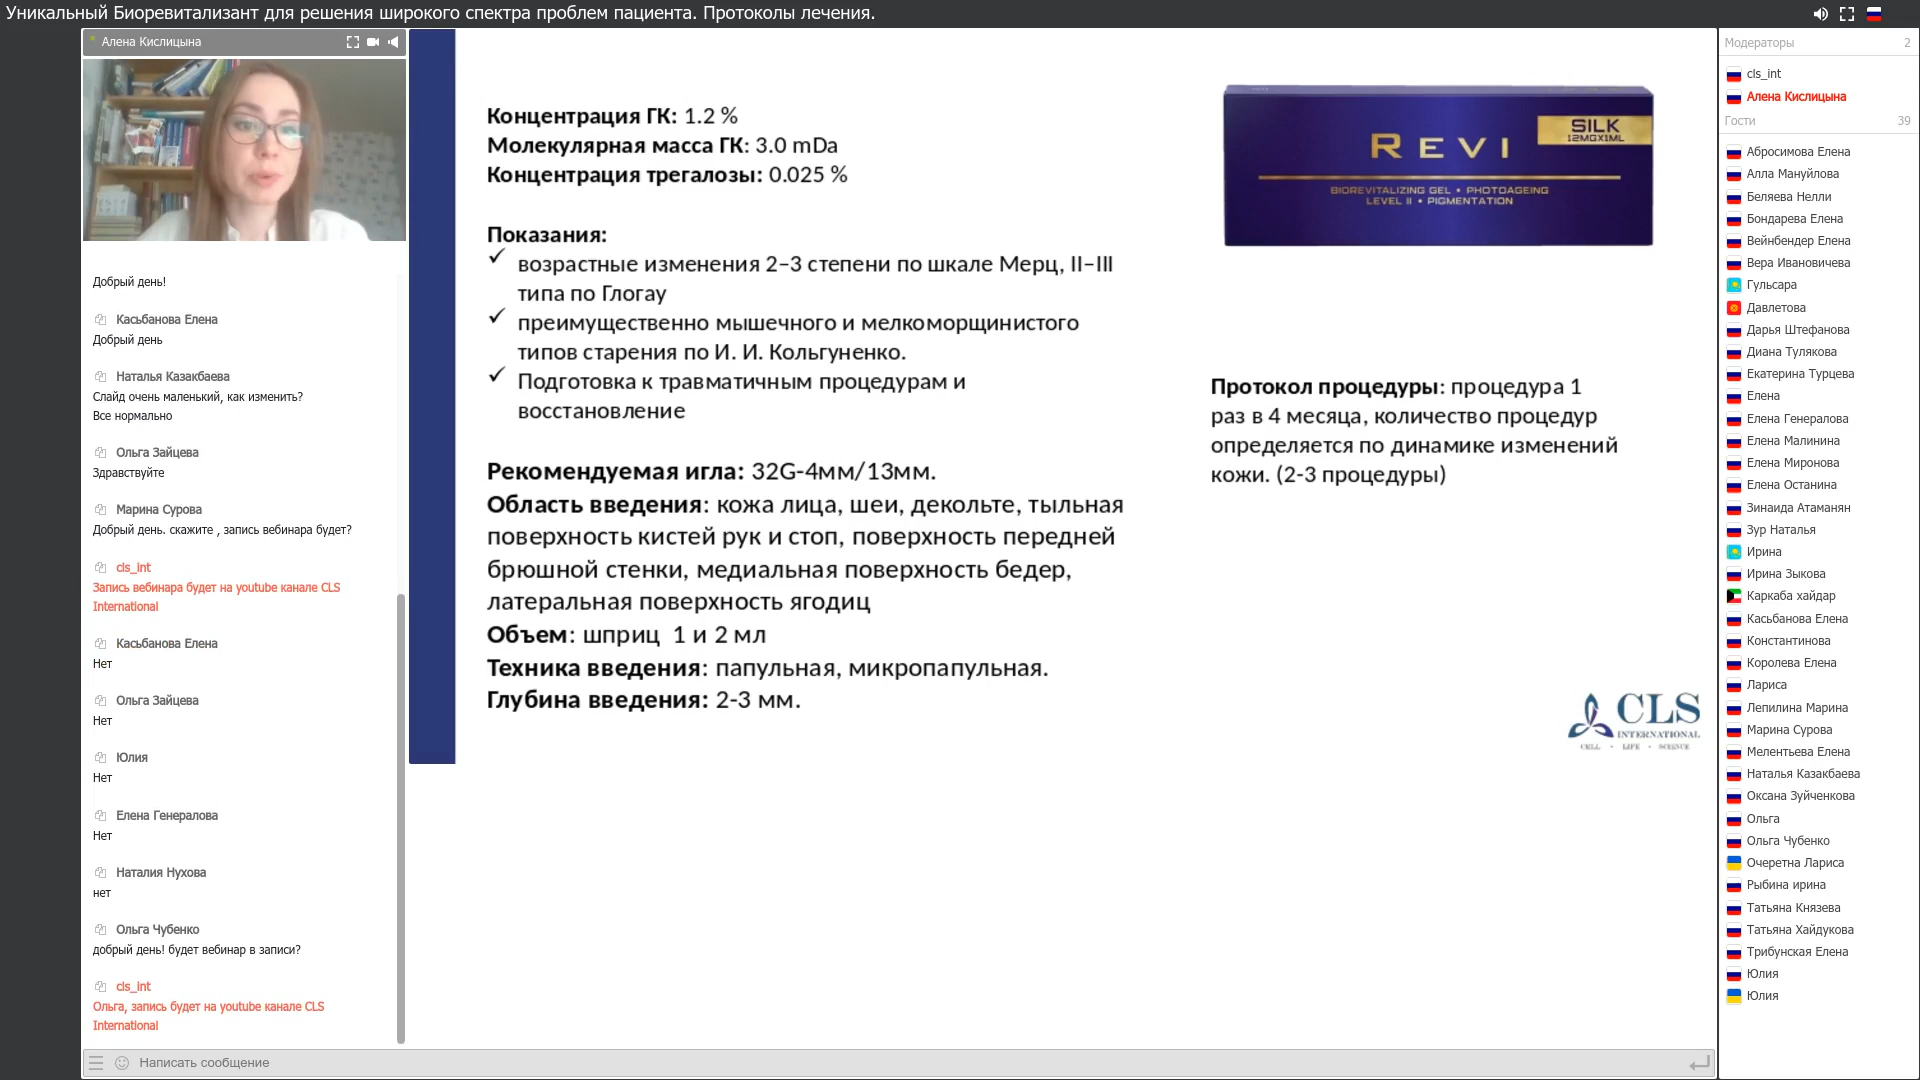 Уникальный Биоревитализант для решения широкого спектра проблем пациента. Протоколы лечения.
Алена Кислицына
Добрый день!
Касьбанова Елена
Добрый день
Наталья Казакбаева
Слайд очень маленький, как изменить?
Все нормально
Ольга Зайцева
Здравствуйте
Марина Сурова
Добрый день. скажите , запись вебинара будет?
cls_int
Запись вебинара будет на youtube канале CLS
International
Касьбанова Елена
Нет
Ольга Зайцева
Нет
Юлия
Нет
Елена Генералова
Нет
Наталия Нухова
нет
Ольга Чубенко
добрый день! будет вебинар в записи?
cls_int
Ольга, запись будет на youtube канале CLS
International
Написать сообщение
Концентрация ГК: 1.2 %
Молекулярная масса ГК: 3.0 mDa
Концентрация трегалозы: 0.025 %
Показания:
возрастные изменения 2–3 степени по шкале Мерц, II–III
типа по Глогау
преимущественно мышечного и мелкоморщинистого
типов старения по И. И. Кольгуненко.
Подготовка к травматичным процедурам и
восстановление
Рекомендуемая игла: 32G-4мм/13мм.
Область введения: кожа лица, шеи, декольте, тыльная
поверхность кистей рук и стоп, поверхность передней
брюшной стенки, медиальная поверхность бедер,
латеральная поверхность ягодиц
Объем: шприц 1 и 2 мл
Техника введения: папульная, микропапульная.
Глубина введения: 2-3 мм.
SILK
12MGX1ML
REVI
BIOREVITALIZING GEL • PHOTOAGEING
LEVEL II • PIGMENTATION
Протокол процедуры: процедура 1
раз в 4 месяца, количество процедур
определяется по динамике изменений
кожи. (2-3 процедуры)
CLS
INTERNATIONAL
CELL • LIFE • SCIENCE
Модераторы 2
cls_int
Алена Кислицына
Гости 39
Абросимова Елена
Алла Мануйлова
Беляева Нелли
Бондарева Елена
Вейнбендер Елена
Вера Ивановичева
Гульсара
Давлетова
Дарья Штефанова
Диана Тулякова
Екатерина Турцева
Елена
Елена Генералова
Елена Малинина
Елена Миронова
Елена Останина
Зинаида Атаманян
Зур Наталья
Ирина
Ирина Зыкова
Каркаба хайдар
Касьбанова Елена
Константинова
Королева Елена
Лариса
Лепилина Марина
Марина Сурова
Мелентьева Елена
Наталья Казакбаева
Оксана Зуйченкова
Ольга
Ольга Чубенко
Очеретна Лариса
Рыбина ирина
Татьяна Князева
Татьяна Хайдукова
Трибунская Елена
Юлия
Юлия